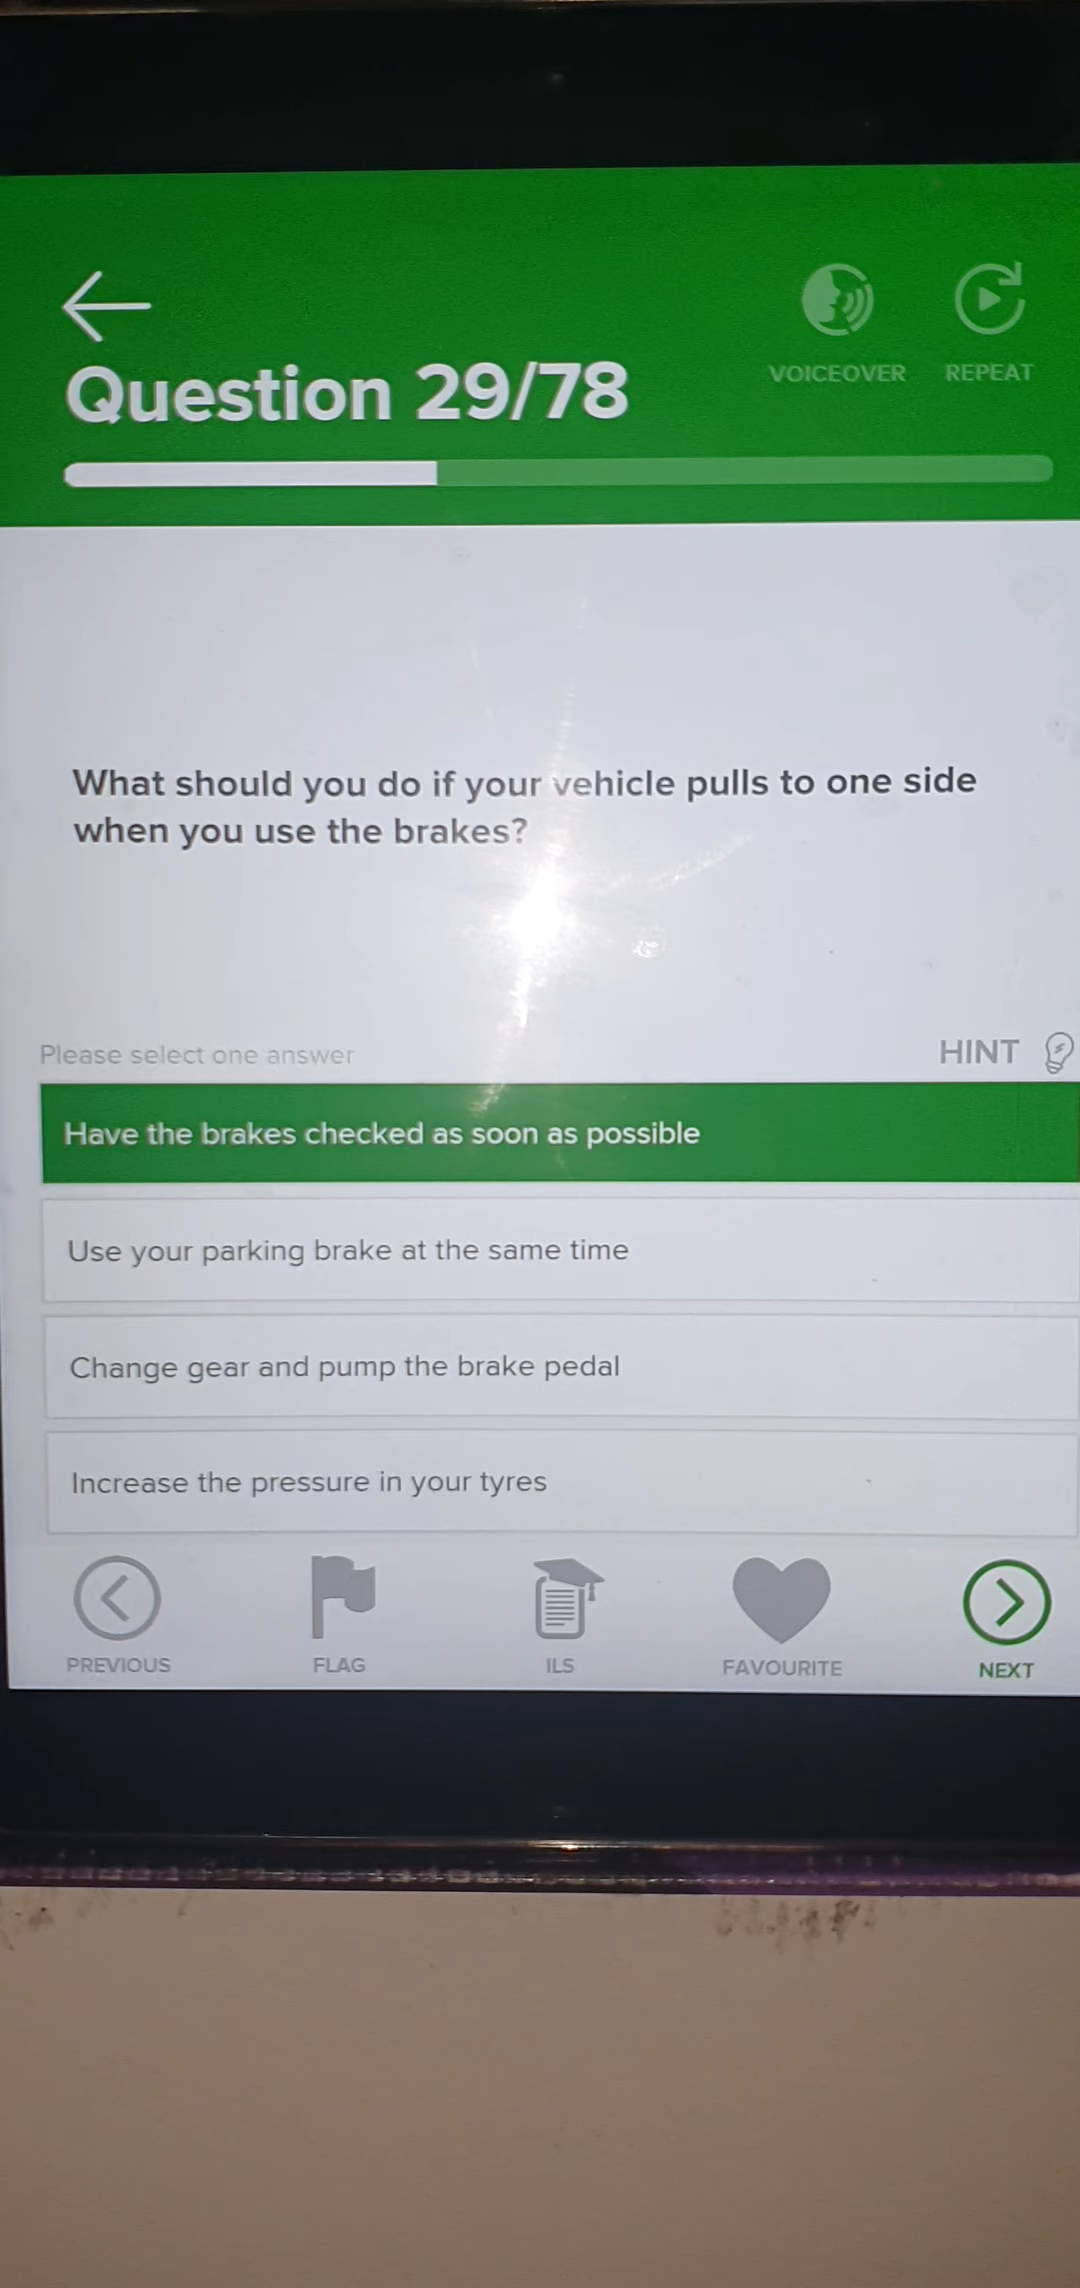 VOICEOVER REPEAT
Question 29/78
What should you do if your vehicle pulls to one side
when you use the brakes?
Please select one answer
HINT
Have the brakes checked as soon as possible
Use your parking brake at the same time
Change gear and pump the brake pedal
Increase the pressure in your tyres
PREVIOUS FLAG ILS FAVOURITE NEXT